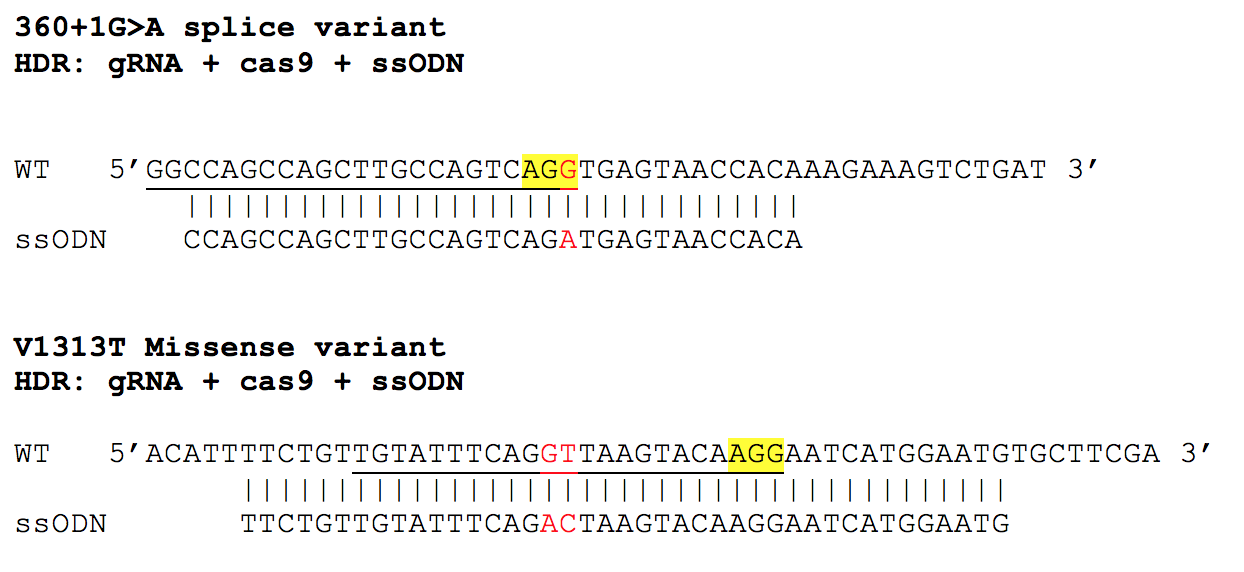 360+1G>A splice variant
HDR: gRNA + cas9 + ssODN
WT 5’GGCCAGCCAGCTTGCCAGTCAGGTGAGTAACCACAAAGAAAGTCTGAT 3’
ssODN CCAGCCAGCTTGCCAGTCAGATGAGTAACCACA
V1313T Missense variant
HDR: gRNA + cas9 + ssODN
WT 5’ACATTTTCTGTTGTATTTCAGGTTAAGTACAAGGAATCATGGAATGTGCTTCGA 3’
ssODN TTCTGTTGTATTTCAGACTAAGTACAAGGAATCATGGAATG